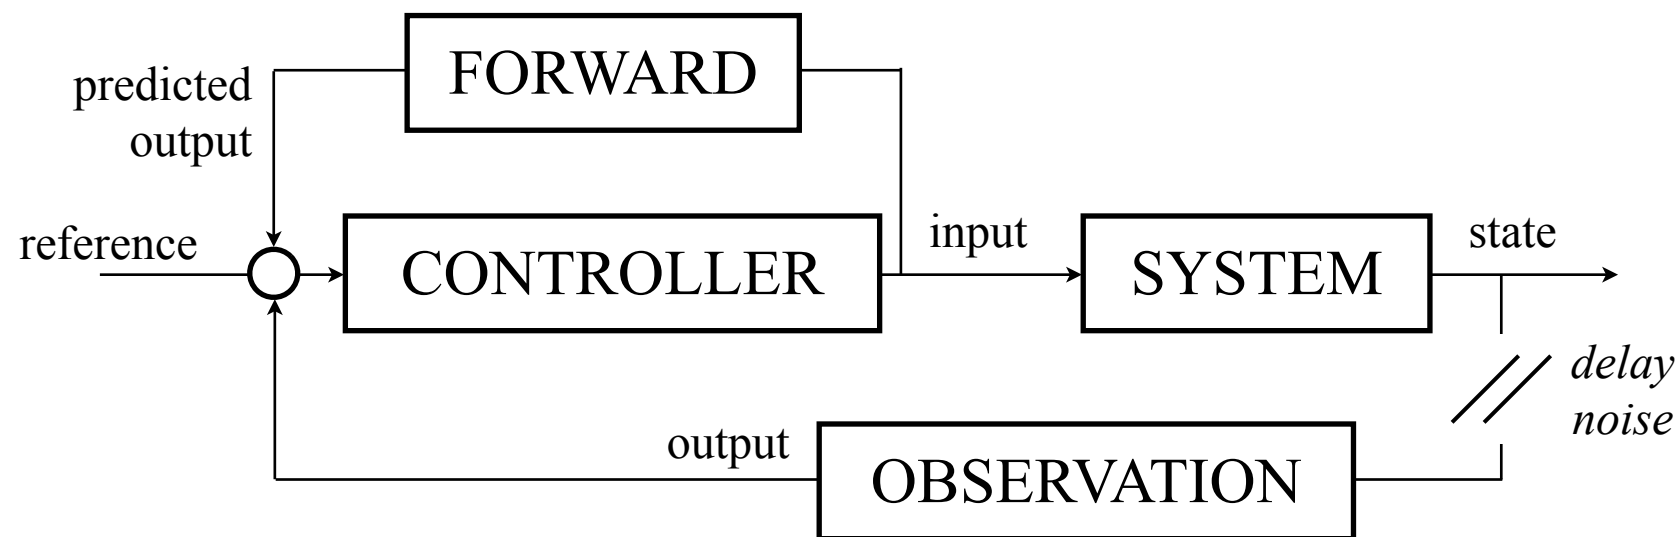 FORWARD
predicted
output
reference
CONTROLLER
input
SYSTEM
state
delay
noise
output
OBSERVATION